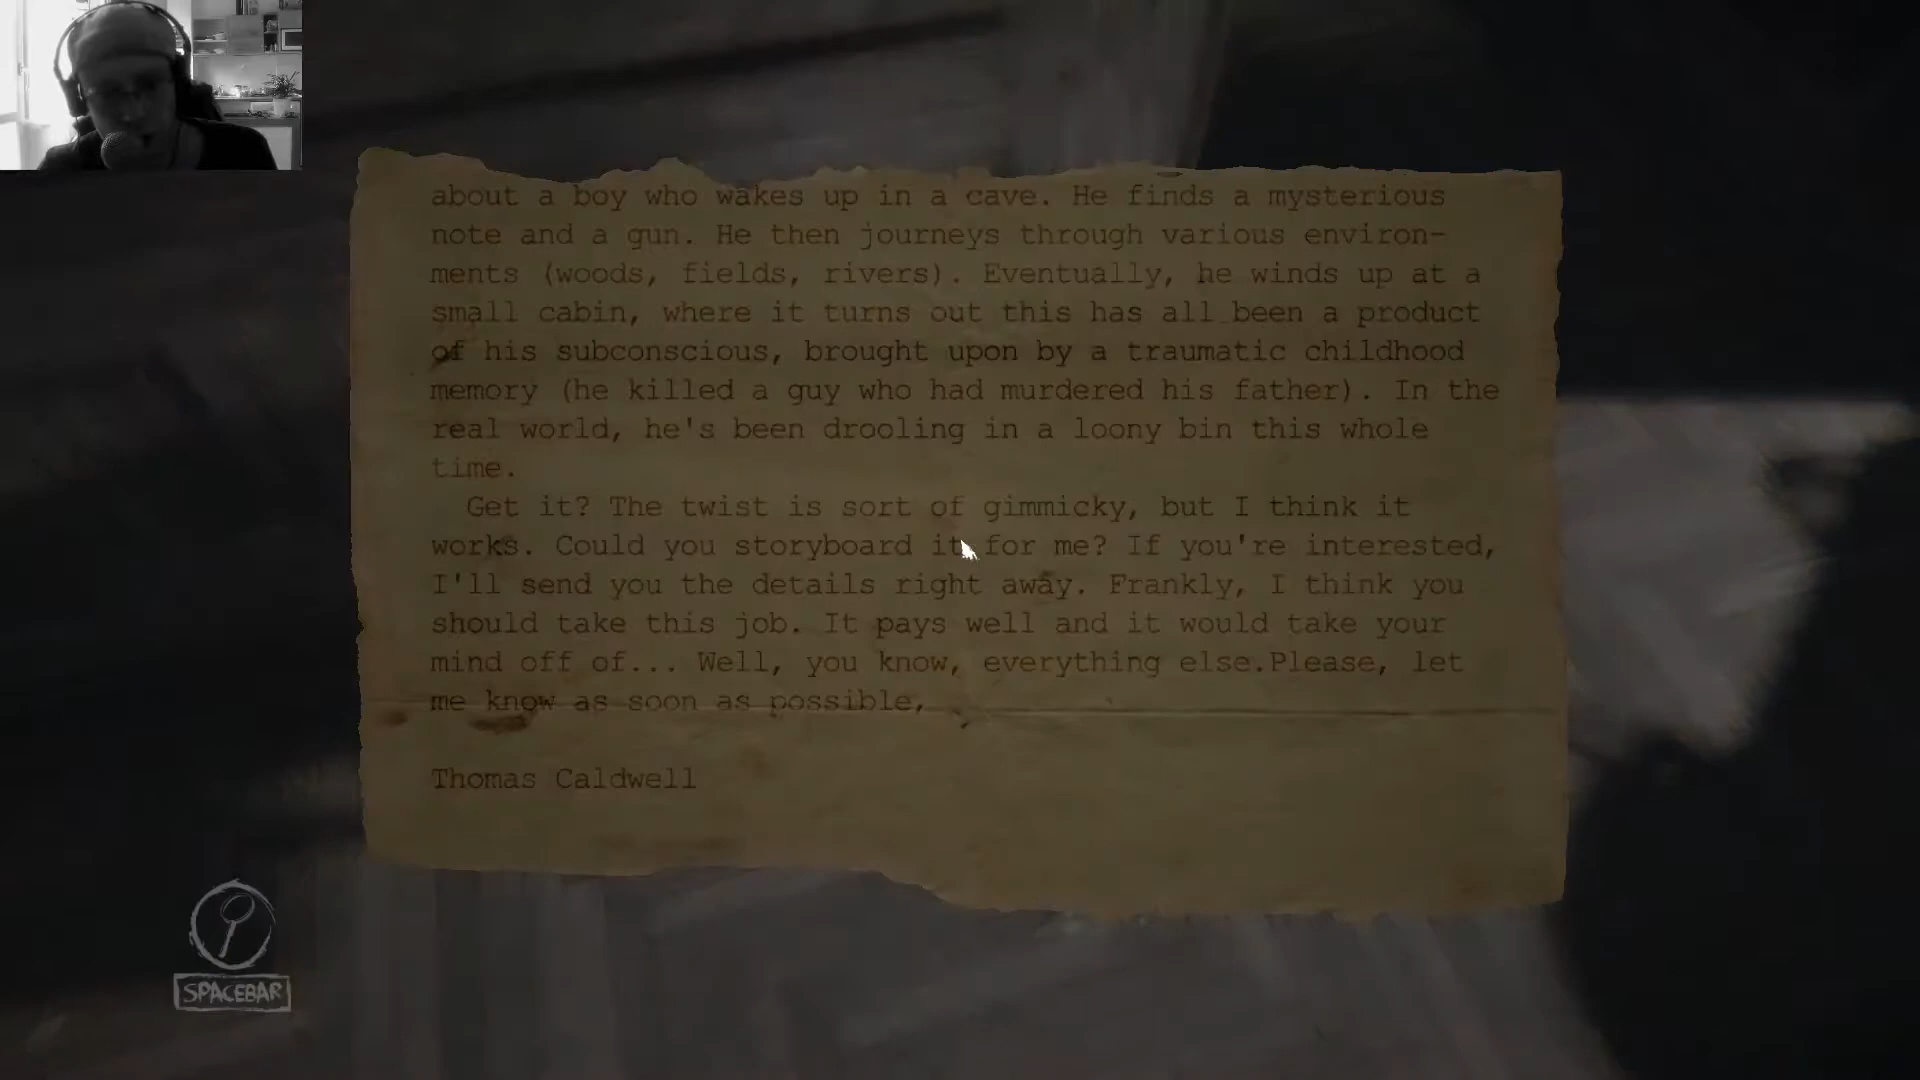 about a boy who wakes up in a cave. He finds a mysterious
note and a gun. He then journeys through various environ-
ments (woods, fields, rivers). Eventually, he winds up at a
small cabin, where it turns out this has all been a product
of his subconscious, brought upon by a traumatic childhood
memory (he killed a guy who had murdered his father). In the
real world, he's been drooling in a loony bin this whole
time.
Get it? The twist is sort of gimmicky, but I think it
works. Could you storyboard it for me? If you're interested,
I'll send you the details right away. Frankly, I think you
should take this job. It pays well and it would take your
mind off of... Well, you know, everything else.Please, let
me know as soon as possible,
Thomas Caldwell
SPACEBAR